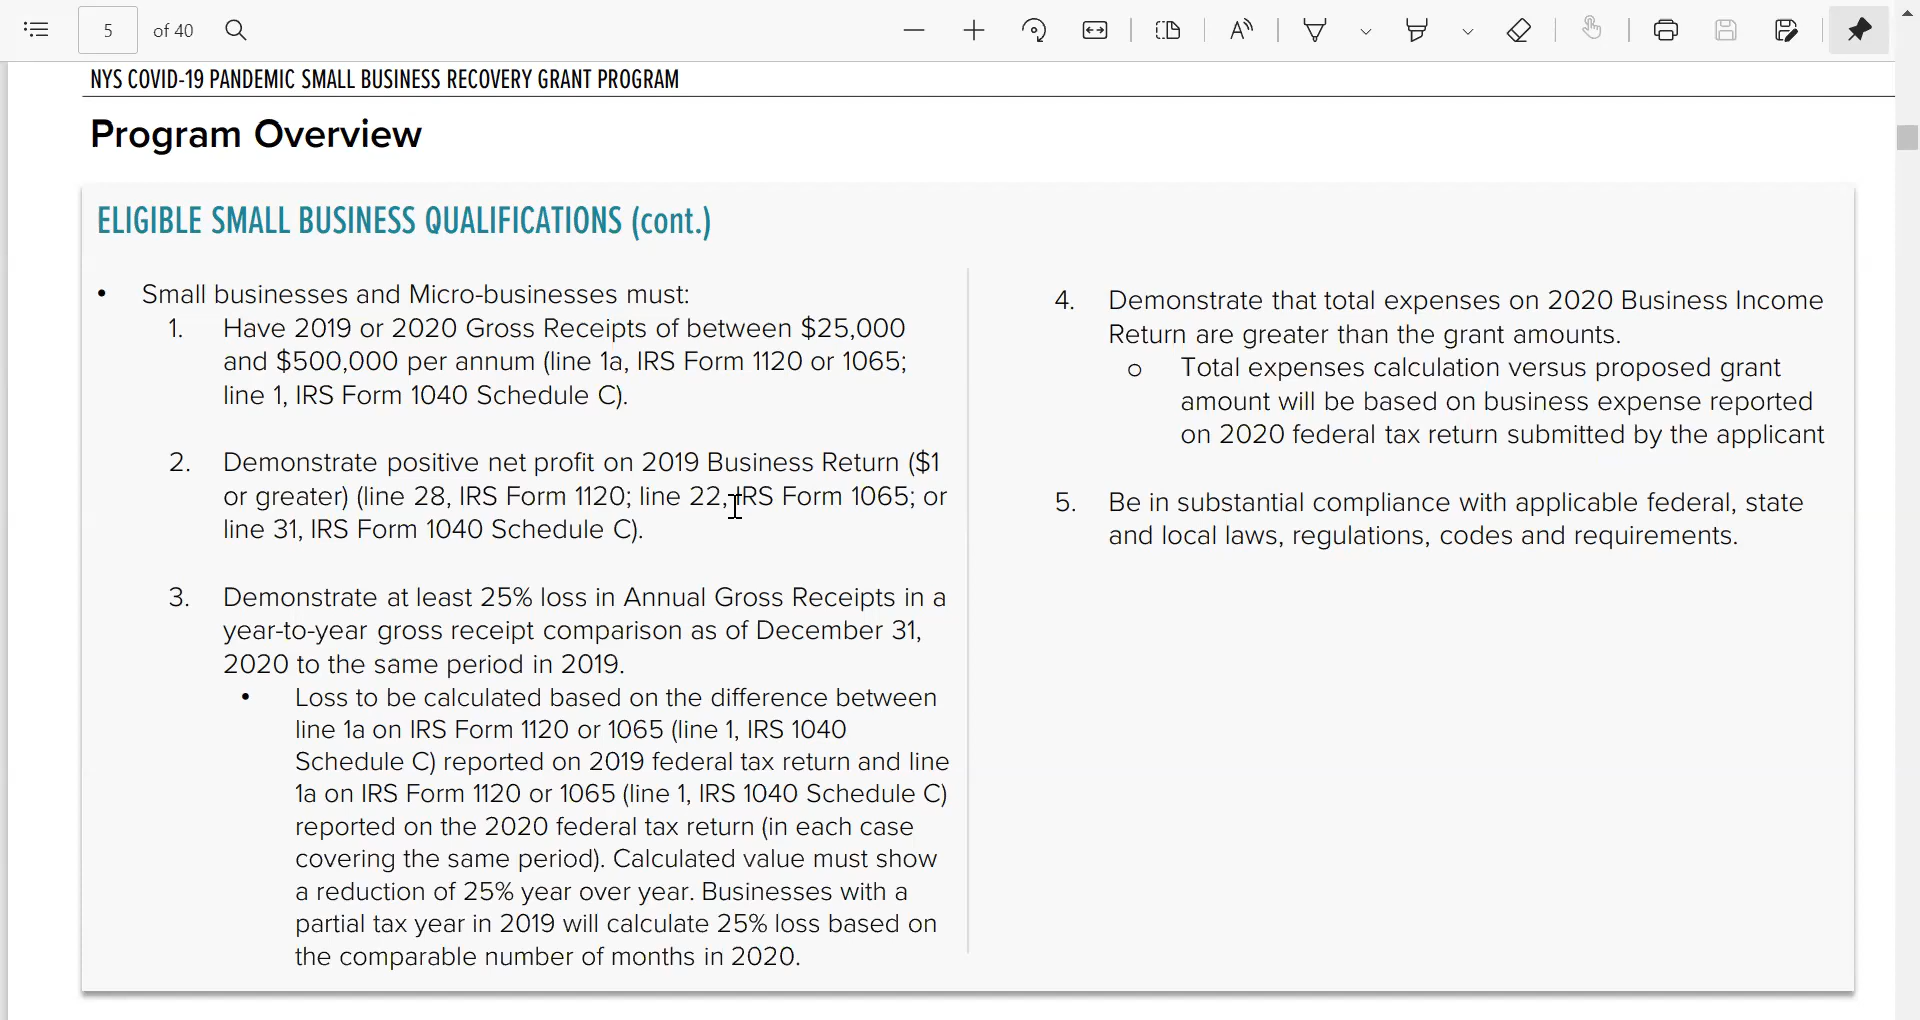 5 of 40
NYS COVID-19 PANDEMIC SMALL BUSINESS RECOVERY GRANT PROGRAM
Program Overview
ELIGIBLE SMALL BUSINESS QUALIFICATIONS (cont.)
• Small businesses and Micro-businesses must:
1. Have 2019 or 2020 Gross Receipts of between $25,000
and $500,000 per annum (line 1a, IRS Form 1120 or 1065;
line 1, IRS Form 1040 Schedule C).
2. Demonstrate positive net profit on 2019 Business Return ($1
or greater) (line 28, IRS Form 1120; line 22, IRS Form 1065; or
line 31, IRS Form 1040 Schedule C).
3. Demonstrate at least 25% loss in Annual Gross Receipts in a
year-to-year gross receipt comparison as of December 31,
2020 to the same period in 2019.
• Loss to be calculated based on the difference between
line 1a on IRS Form 1120 or 1065 (line 1, IRS 1040
Schedule C) reported on 2019 federal tax return and line
1a on IRS Form 1120 or 1065 (line 1, IRS 1040 Schedule C)
reported on the 2020 federal tax return (in each case
covering the same period). Calculated value must show
a reduction of 25% year over year. Businesses with a
partial tax year in 2019 will calculate 25% loss based on
the comparable number of months in 2020.
4. Demonstrate that total expenses on 2020 Business Income
Return are greater than the grant amounts.
o Total expenses calculation versus proposed grant
amount will be based on business expense reported
on 2020 federal tax return submitted by the applicant
5. Be in substantial compliance with applicable federal, state
and local laws, regulations, codes and requirements.